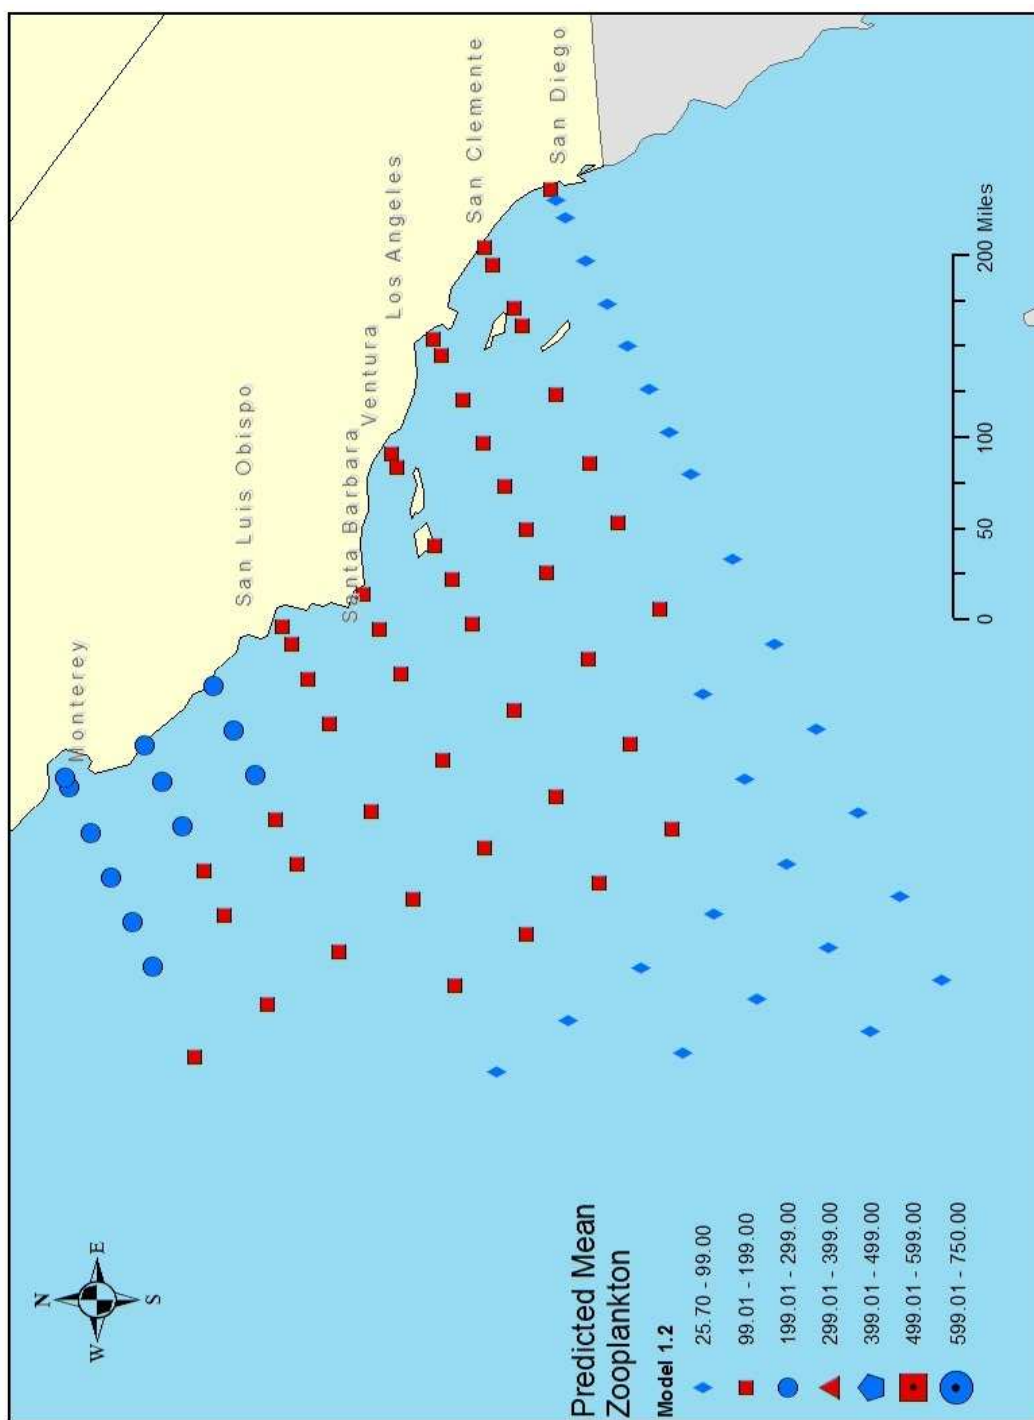 Monterey
San Luis Obispo
Santa Barbara
Ventura
Los Angeles
San Clemente
San Diego
N
W
E
S
Predicted Mean
Zooplankton
Model 1.2
25.70 - 99.00
99.01 - 199.00
199.01 - 299.00
299.01 - 399.00
399.01 - 499.00
499.01 - 599.00
599.01 - 750.00
0 50 100 200 Miles